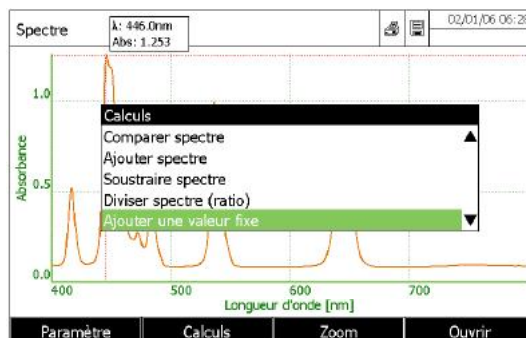 Spectre
λ: 446.0nm
Abs: 1.253
02/01/06 06:28
Absorbance
1.0
0.5
0.0
Calculs
Comparer spectre
Ajouter spectre
Soustraire spectre
Diviser spectre (ratio)
Ajouter une valeur fixe
400 500 600 700
Longueur d'onde [nm]
Paramètre Calculs Zoom Ouvrir